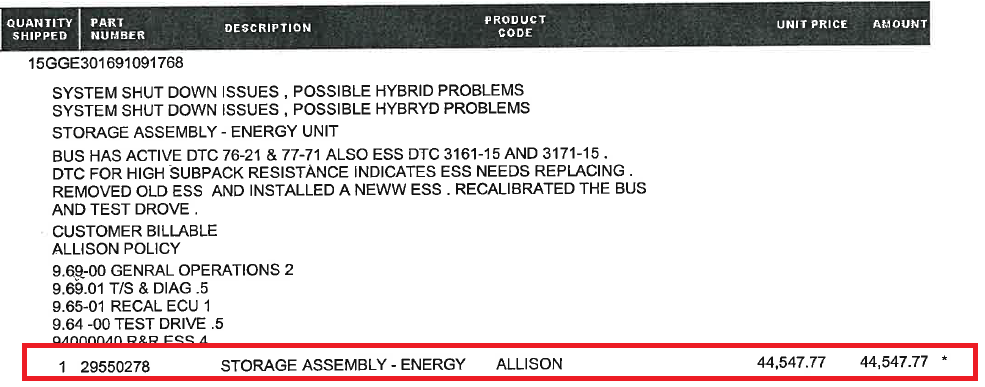 QUANTITY SHIPPED PART NUMBER DESCRIPTION PRODUCT CODE UNIT PRICE AMOUNT
15GGE301691091768
SYSTEM SHUT DOWN ISSUES , POSSIBLE HYBRID PROBLEMS
SYSTEM SHUT DOWN ISSUES , POSSIBLE HYBRYD PROBLEMS
STORAGE ASSEMBLY - ENERGY UNIT
BUS HAS ACTIVE DTC 76-21 & 77-71 ALSO ESS DTC 3161-15 AND 3171-15 .
DTC FOR HIGH SUBPACK RESISTANCE INDICATES ESS NEEDS REPLACING .
REMOVED OLD ESS AND INSTALLED A NEWW ESS . RECALIBRATED THE BUS
AND TEST DROVE .
CUSTOMER BILLABLE
ALLISON POLICY
9.69-00 GENRAL OPERATIONS 2
9.69.01 T/S & DIAG .5
9.65-01 RECAL ECU 1
9.64 -00 TEST DRIVE .5
94000040 R&R ESS 4
1 29550278 STORAGE ASSEMBLY - ENERGY ALLISON 44,547.77 44,547.77 *